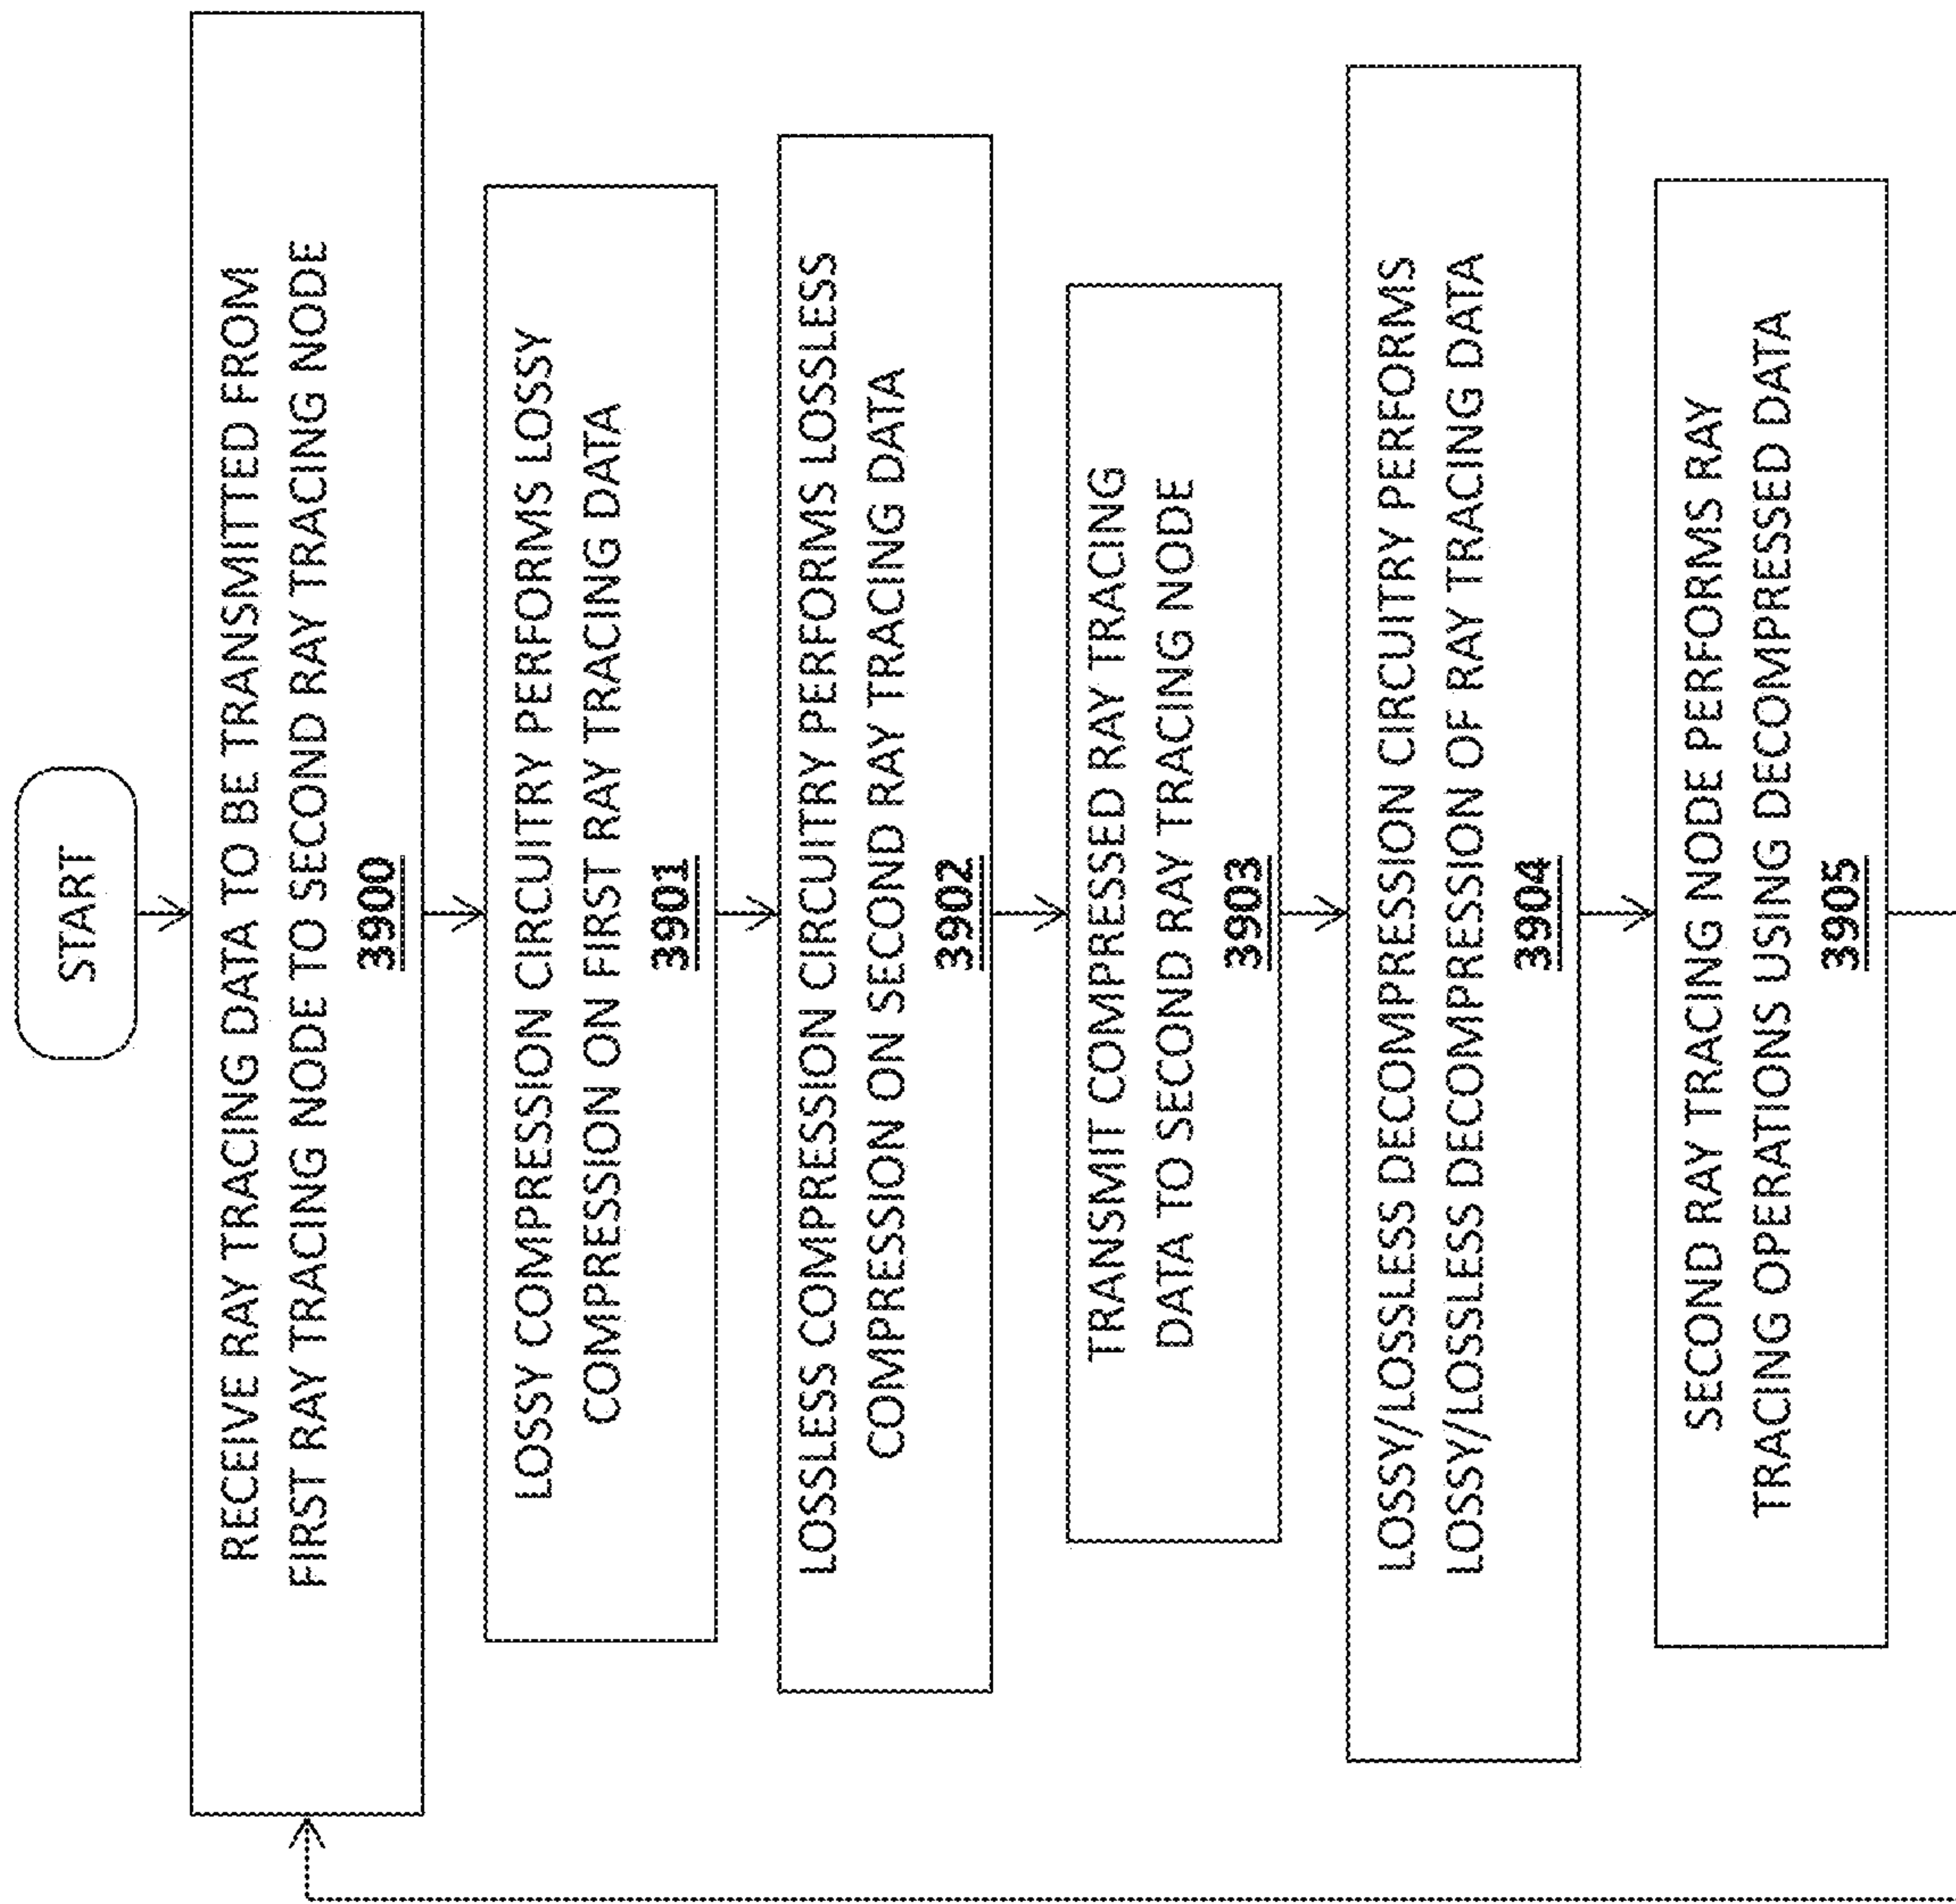 START
RECEIVE RAY TRACING DATA TO BE TRANSMITTED FROM
FIRST RAY TRACING NODE TO SECOND RAY TRACING NODE
3900
LOSSY COMPRESSION CIRCUITRY PERFORMS LOSSY
COMPRESSION ON FIRST RAY TRACING DATA
3901
LOSSLESS COMPRESSION CIRCUITRY PERFORMS LOSSLESS
COMPRESSION ON SECOND RAY TRACING DATA
3902
TRANSMIT COMPRESSED RAY TRACING
DATA TO SECOND RAY TRACING NODE
3903
LOSSY/LOSSLESS DECOMPRESSION CIRCUITRY PERFORMS
LOSSY/LOSSLESS DECOMPRESSION OF RAY TRACING DATA
3904
SECOND RAY TRACING NODE PERFORMS RAY
TRACING OPERATIONS USING DECOMPRESSED DATA
3905